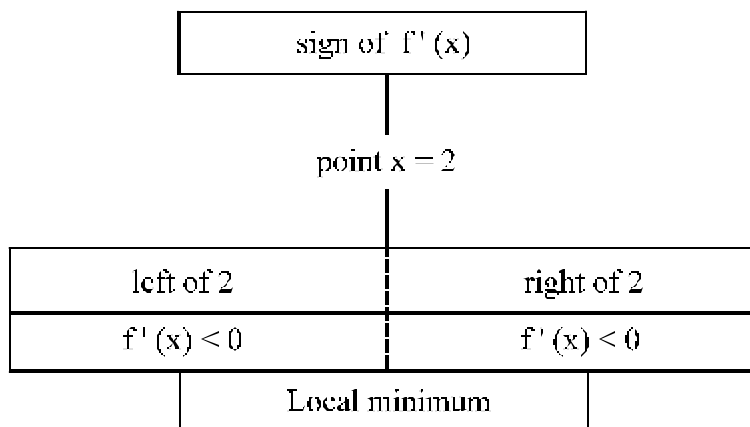 sign of f ' (x)
point x = 2
left of 2 right of 2
f ' (x) < 0 f ' (x) < 0
Local minimum